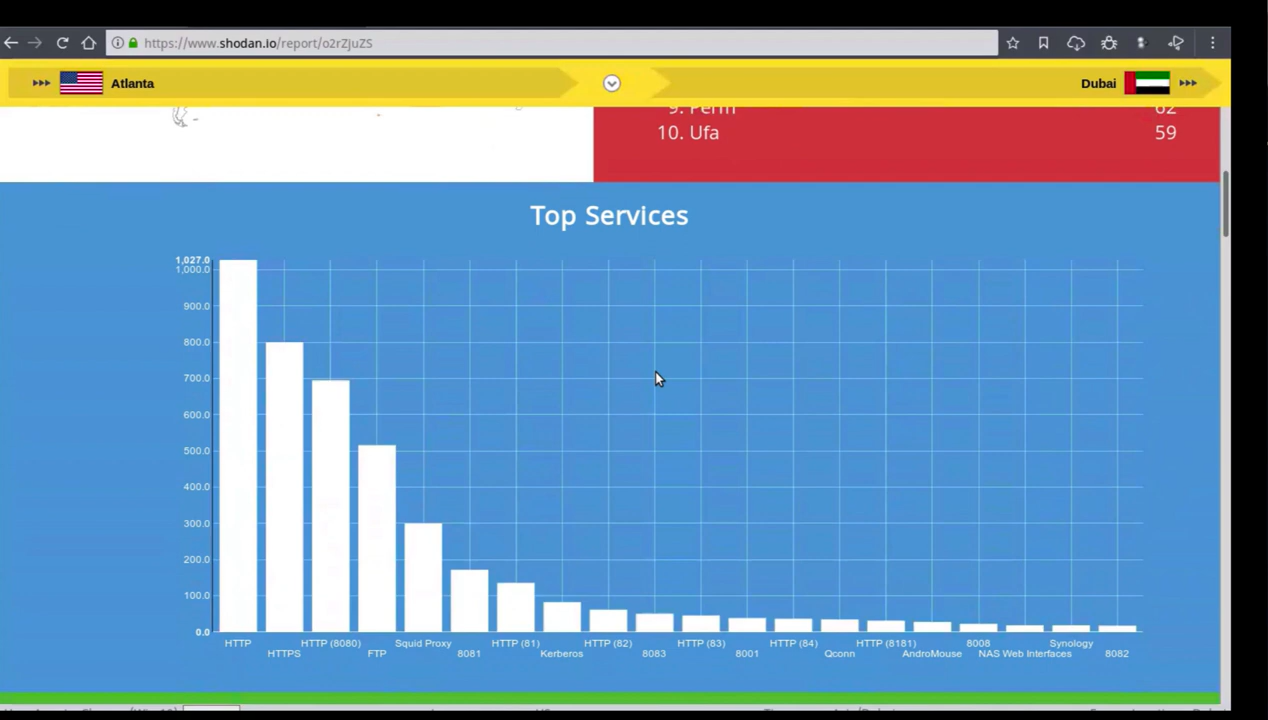 https://www.shodan.io/report/o2rZjuZS
Atlanta
Dubai
9. Perm 62
10. Ufa 59
Top Services
1,027.0
1,000.0
900.0
800.0
700.0
600.0
500.0
400.0
300.0
200.0
100.0
0.0
HTTP HTTP (8080) Squid Proxy HTTP (81) HTTP (82) HTTP (83) HTTP (84) HTTP (8181) 8008 Synology
HTTPS FTP 8081 Kerberos 8083 8001 Qconn AndroMouse NAS Web Interfaces 8082